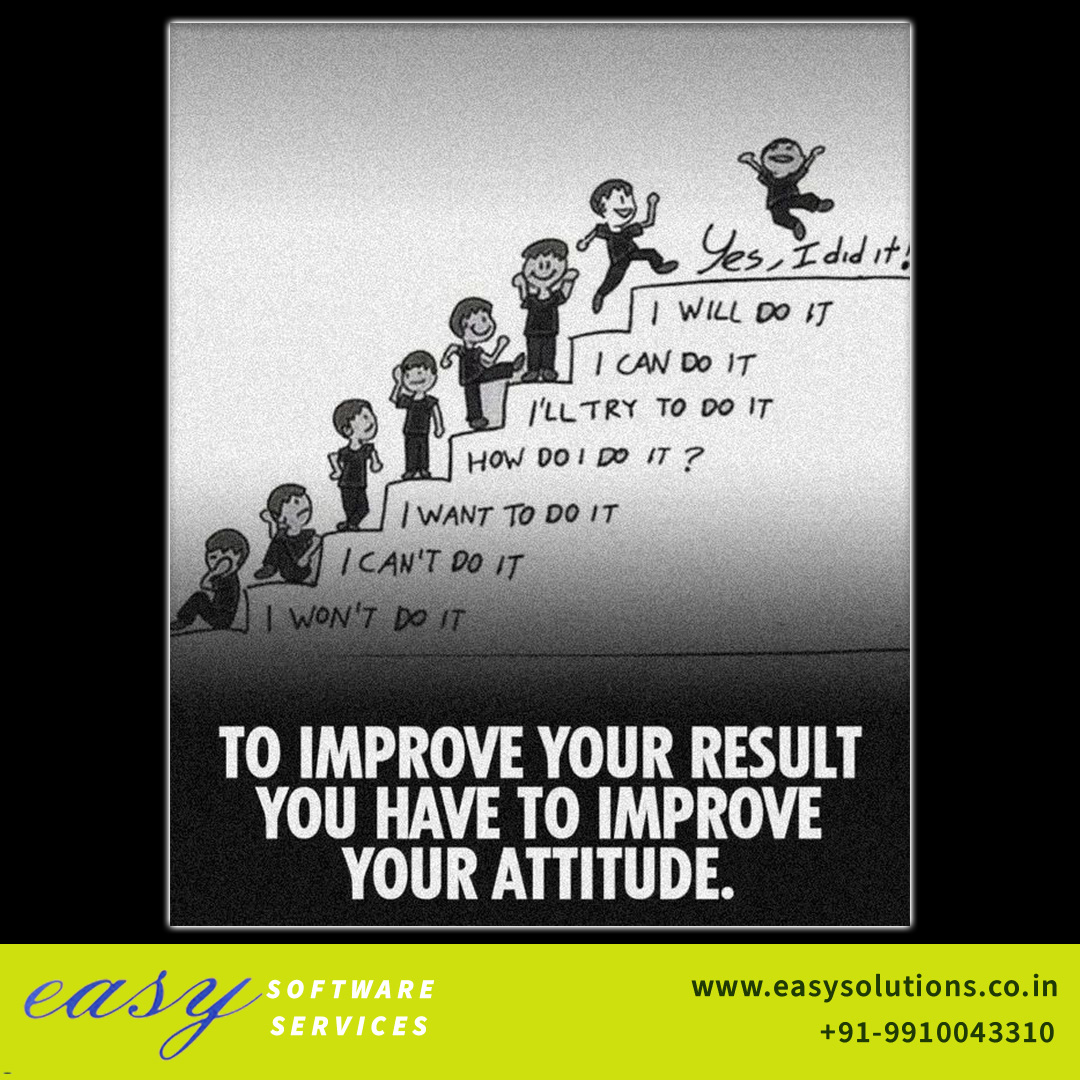 Yes, I did it!
I WILL DO IT
I CAN DO IT
I'LL TRY TO DO IT
HOW DO I DO IT ?
I WANT TO DO IT
I CAN'T DO IT
I WON'T DO IT
TO IMPROVE YOUR RESULT
YOU HAVE TO IMPROVE
YOUR ATTITUDE.
easy SOFTWARE
SERVICES
www.easysolutions.co.in
+91-9910043310